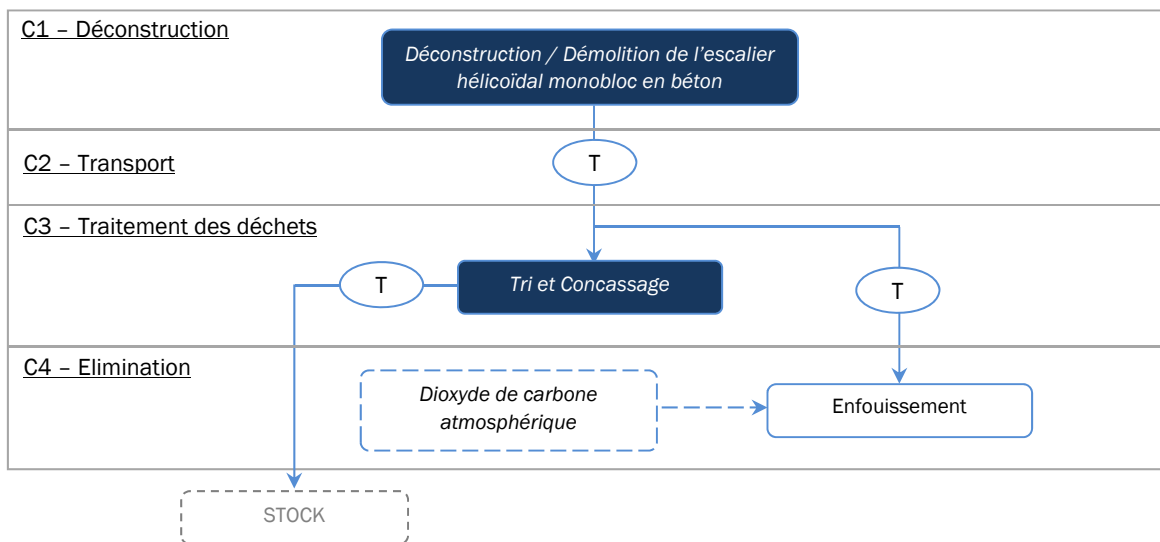 C1 – Déconstruction
Déconstruction / Démolition de l’escalier
hélicoïdal monobloc en béton
C2 – Transport
T
C3 – Traitement des déchets
T
Tri et Concassage
T
C4 – Elimination
Dioxyde de carbone
atmosphérique
Enfouissement
STOCK